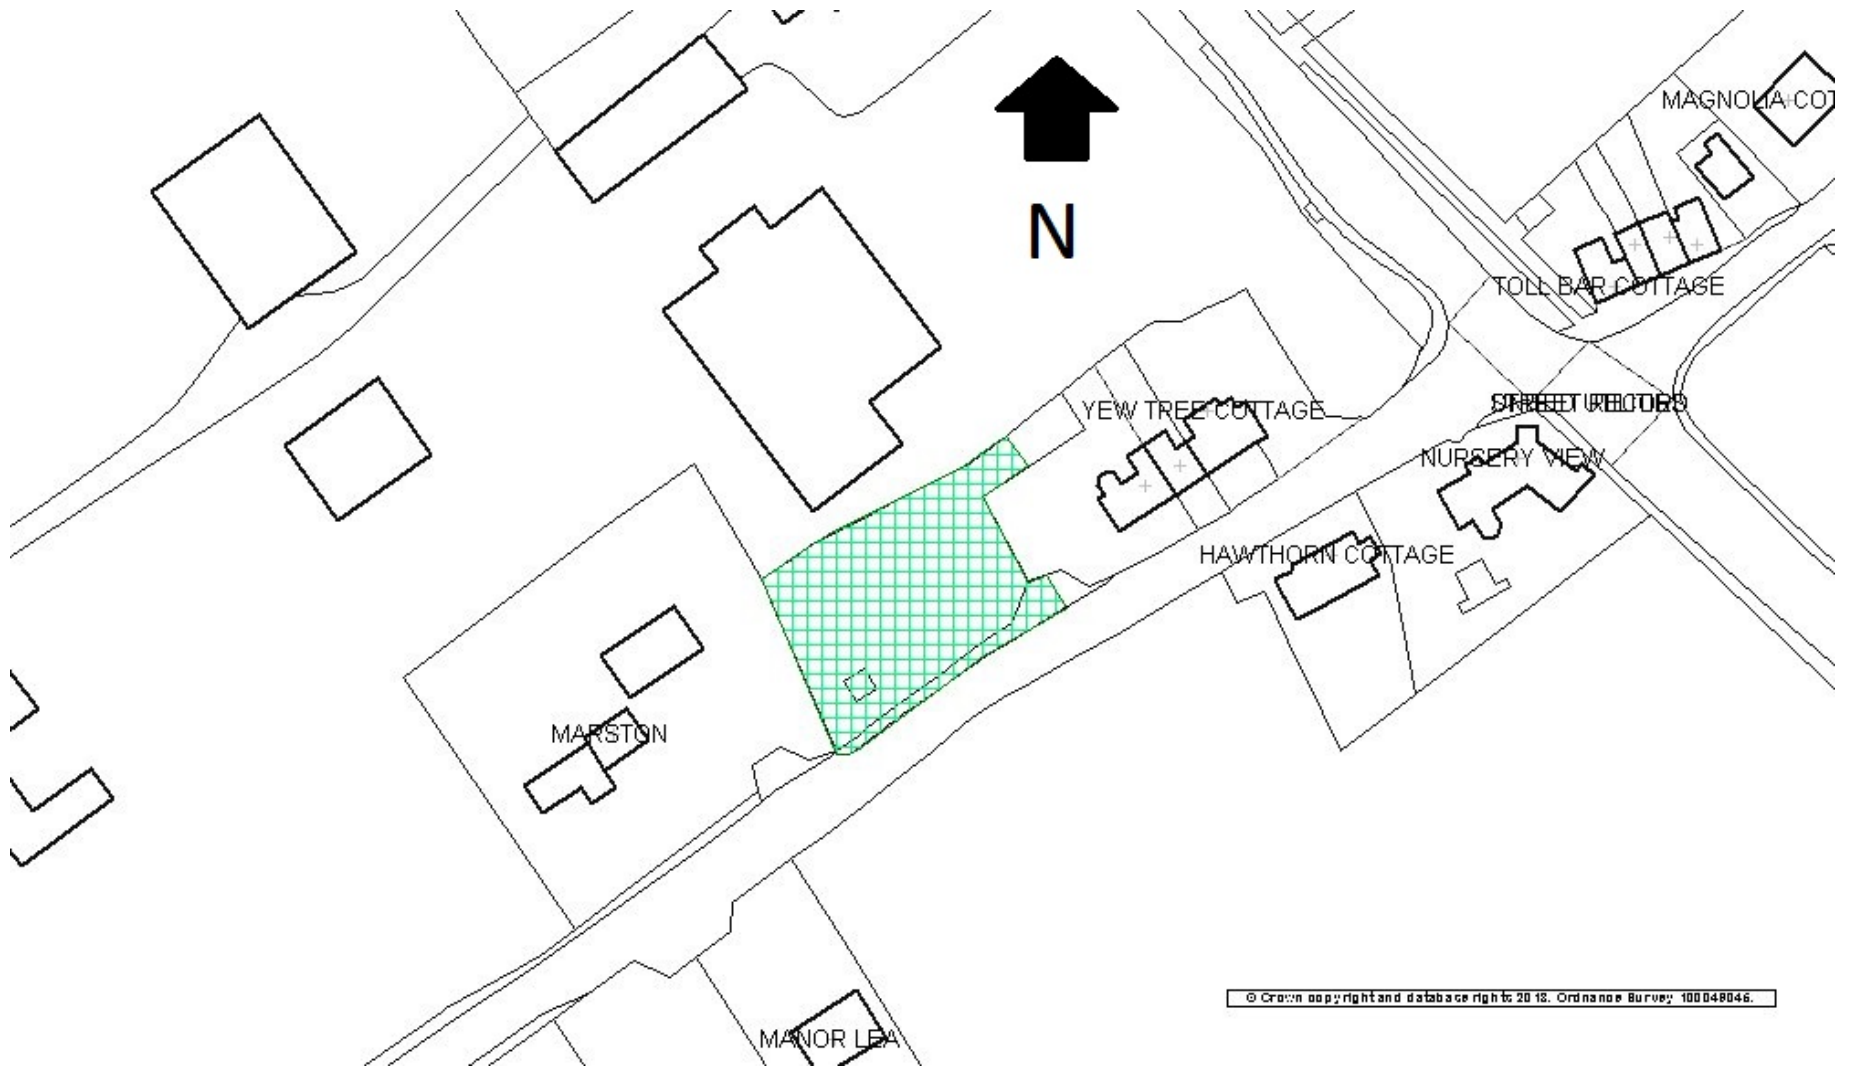 MAGNOLIA COT
N
TOLL BAR COTTAGE
YEW TREE COTTAGE
NURSERY VIEW
HAWTHORN COTTAGE
MARSTON
© Crown copyright and database rights 2018. Ordnance Survey 100049046.
MANOR LEA